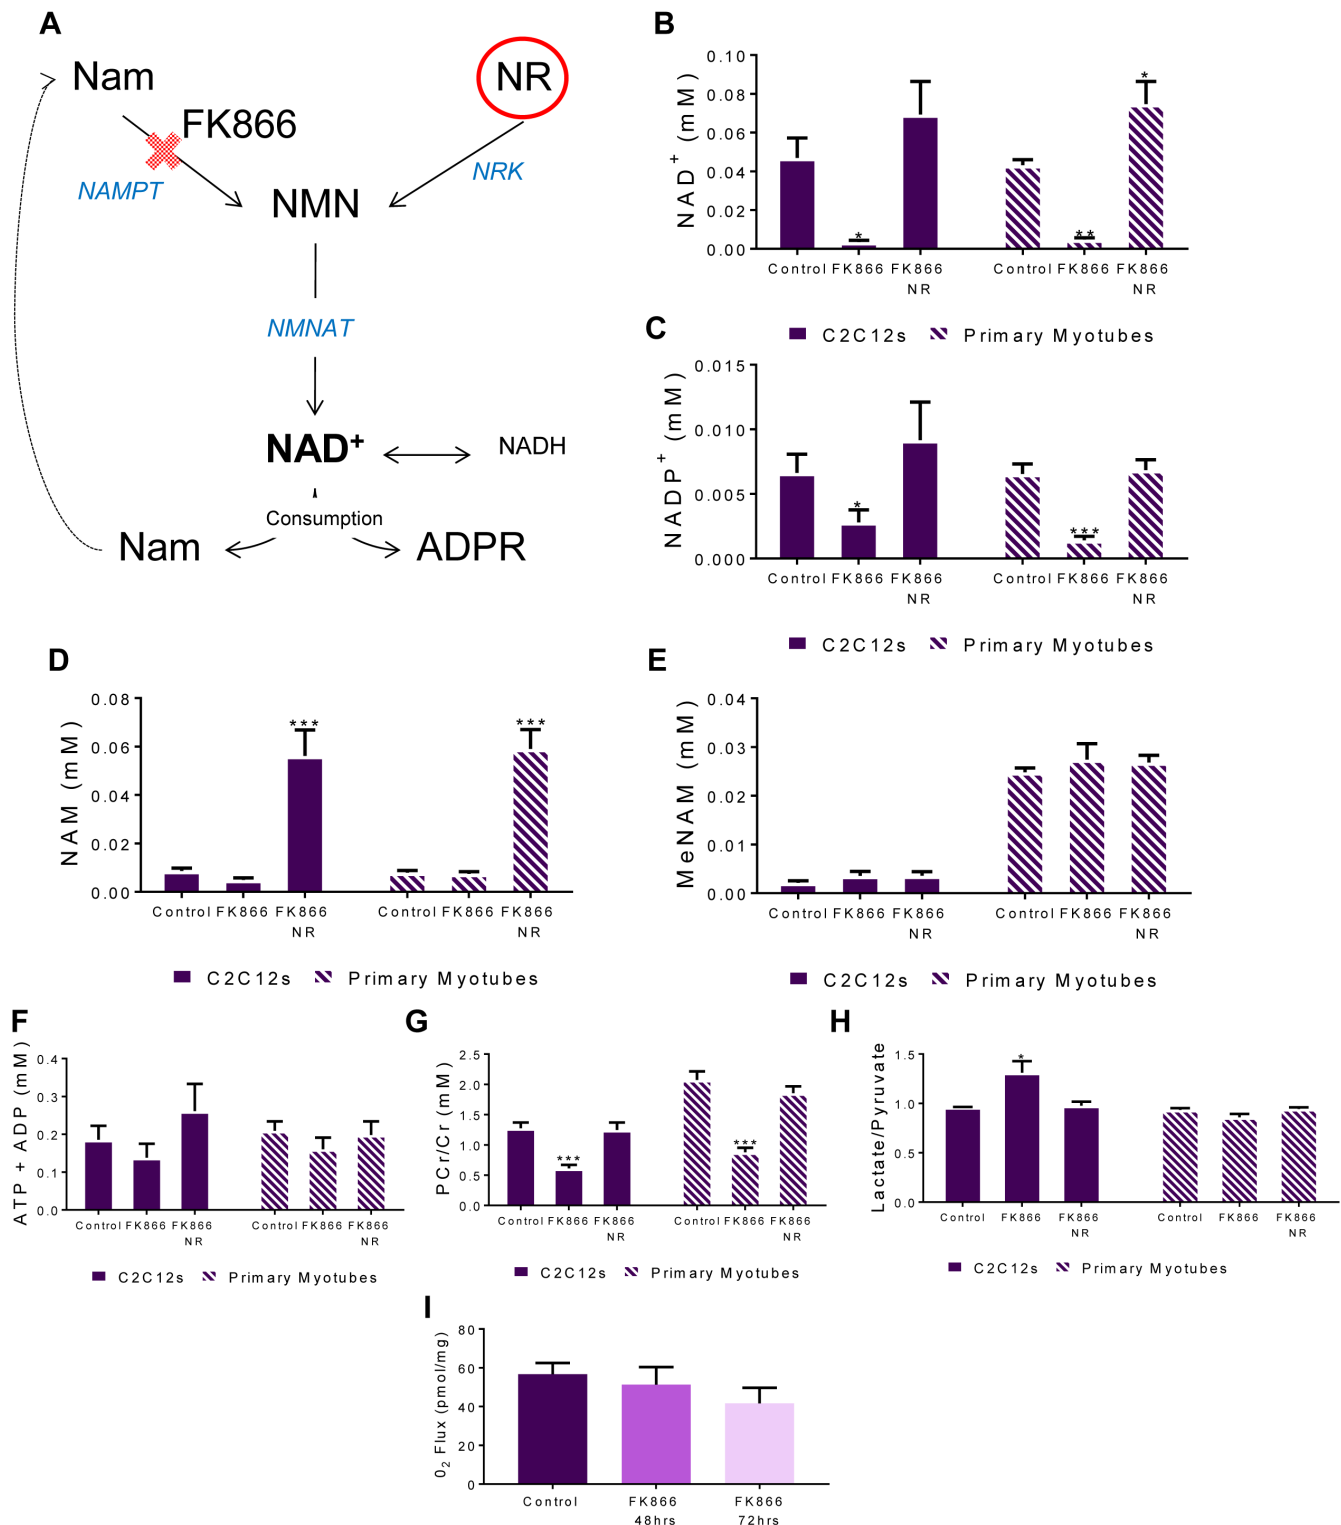 A
Nam
NR
FK866
NAMPT
NRK
NMN
NMNAT
NAD+
NADH
Consumption
Nam
ADPR
B
NAD+ (mM)
0.10
0.08
0.06
0.04
0.02
0.00
Control FK866 FK866 Control FK866 FK866
NR NR
* ** *
C2C12s Primary Myotubes
C
NADP+ (mM)
0.015
0.010
0.005
0.000
* ***
Control FK866 FK866 Control FK866 FK866
NR NR
C2C12s Primary Myotubes
D
NAM (mM)
0.08
0.06
0.04
0.02
0.00
*** ***
Control FK866 FK866 Control FK866 FK866
NR NR
C2C12s Primary Myotubes
E
MeNAM (mM)
0.04
0.03
0.02
0.01
0.00
Control FK866 FK866 Control FK866 FK866
NR NR
C2C12s Primary Myotubes
F
ATP + ADP (mM)
0.4
0.3
0.2
0.1
0.0
Control FK866 FK866 Control FK866 FK866
NR NR
C2C12s Primary Myotubes
G
PCr/Cr (mM)
2.5
2.0
1.5
1.0
0.5
0.0
*** ***
Control FK866 FK866 Control FK866 FK866
NR NR
C2C12s Primary Myotubes
H
Lactate/Pyruvate
1.5
1.0
0.5
0.0
*
Control FK866 FK866 Control FK866 FK866
NR NR
C2C12s Primary Myotubes
I
0₂ Flux (pmol/mg)
80
60
40
20
0
Control FK866 FK866
48hrs 72hrs